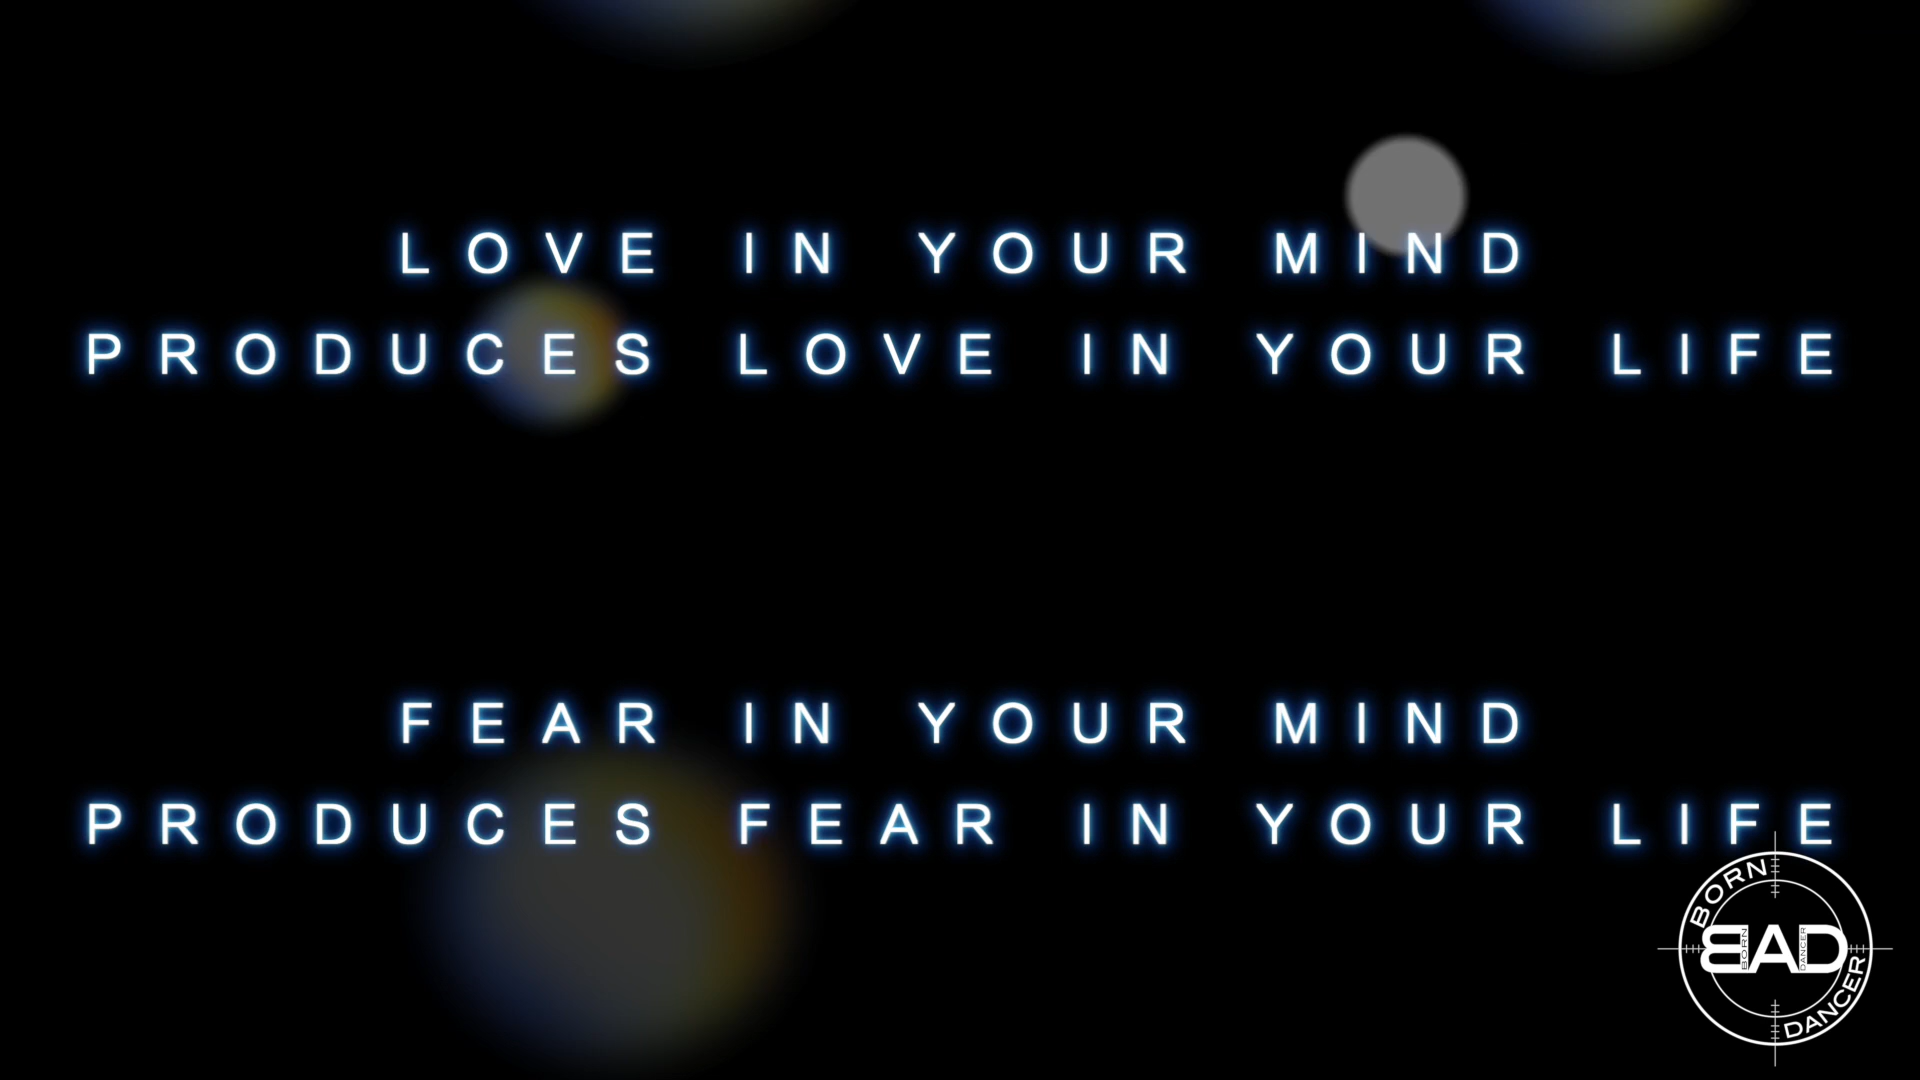 LOVE IN YOUR MIND
PRODUCES LOVE IN YOUR LIFE
FEAR IN YOUR MIND
PRODUCES FEAR IN YOUR LIFE
BORN
BAD
BORN
DANCER
DANCER